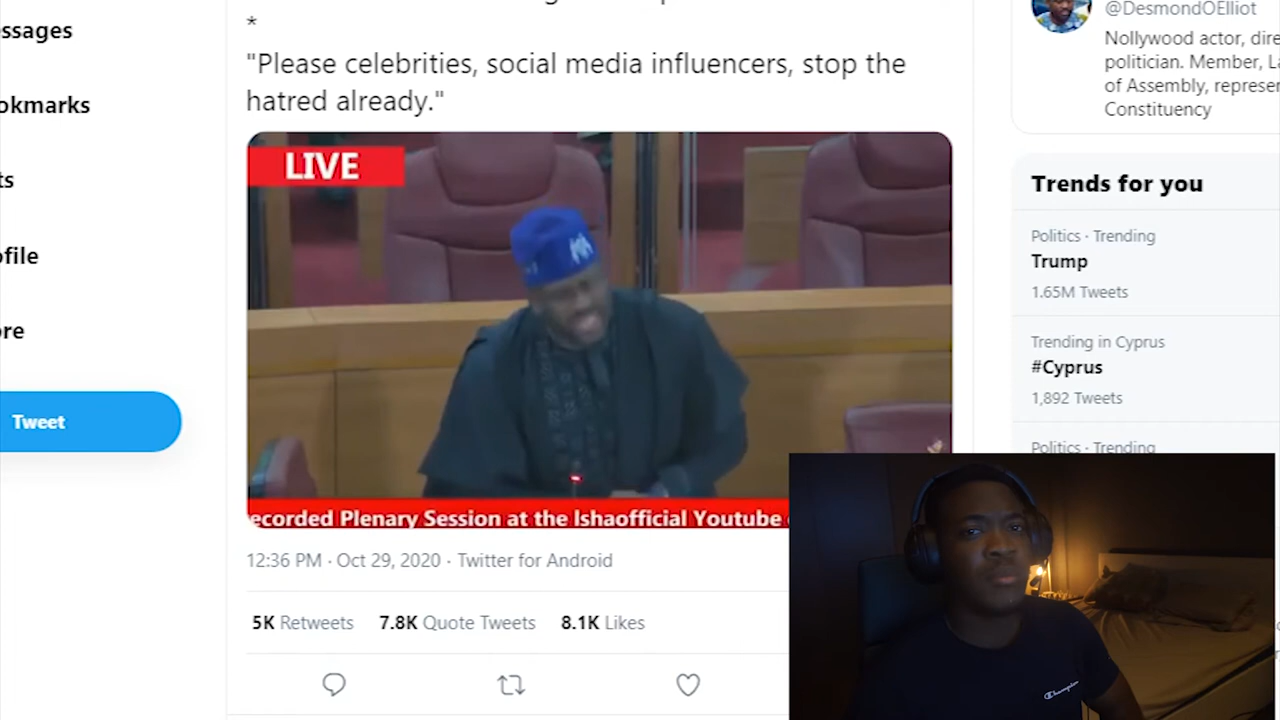 *
"Please celebrities, social media influencers, stop the
hatred already."
LIVE
ecorded Plenary Session at the Ishaofficial Youtube
12:36 PM · Oct 29, 2020 · Twitter for Android
5K Retweets 7.8K Quote Tweets 8.1K Likes
ssages
okmarks
ts
ofile
ore
Tweet
@DesmondOElliot
Nollywood actor, dire
politician. Member, La
of Assembly, represen
Constituency
Trends for you
Politics · Trending
Trump
1.65M Tweets
Trending in Cyprus
#Cyprus
1,892 Tweets
Politics · Trending
Champion